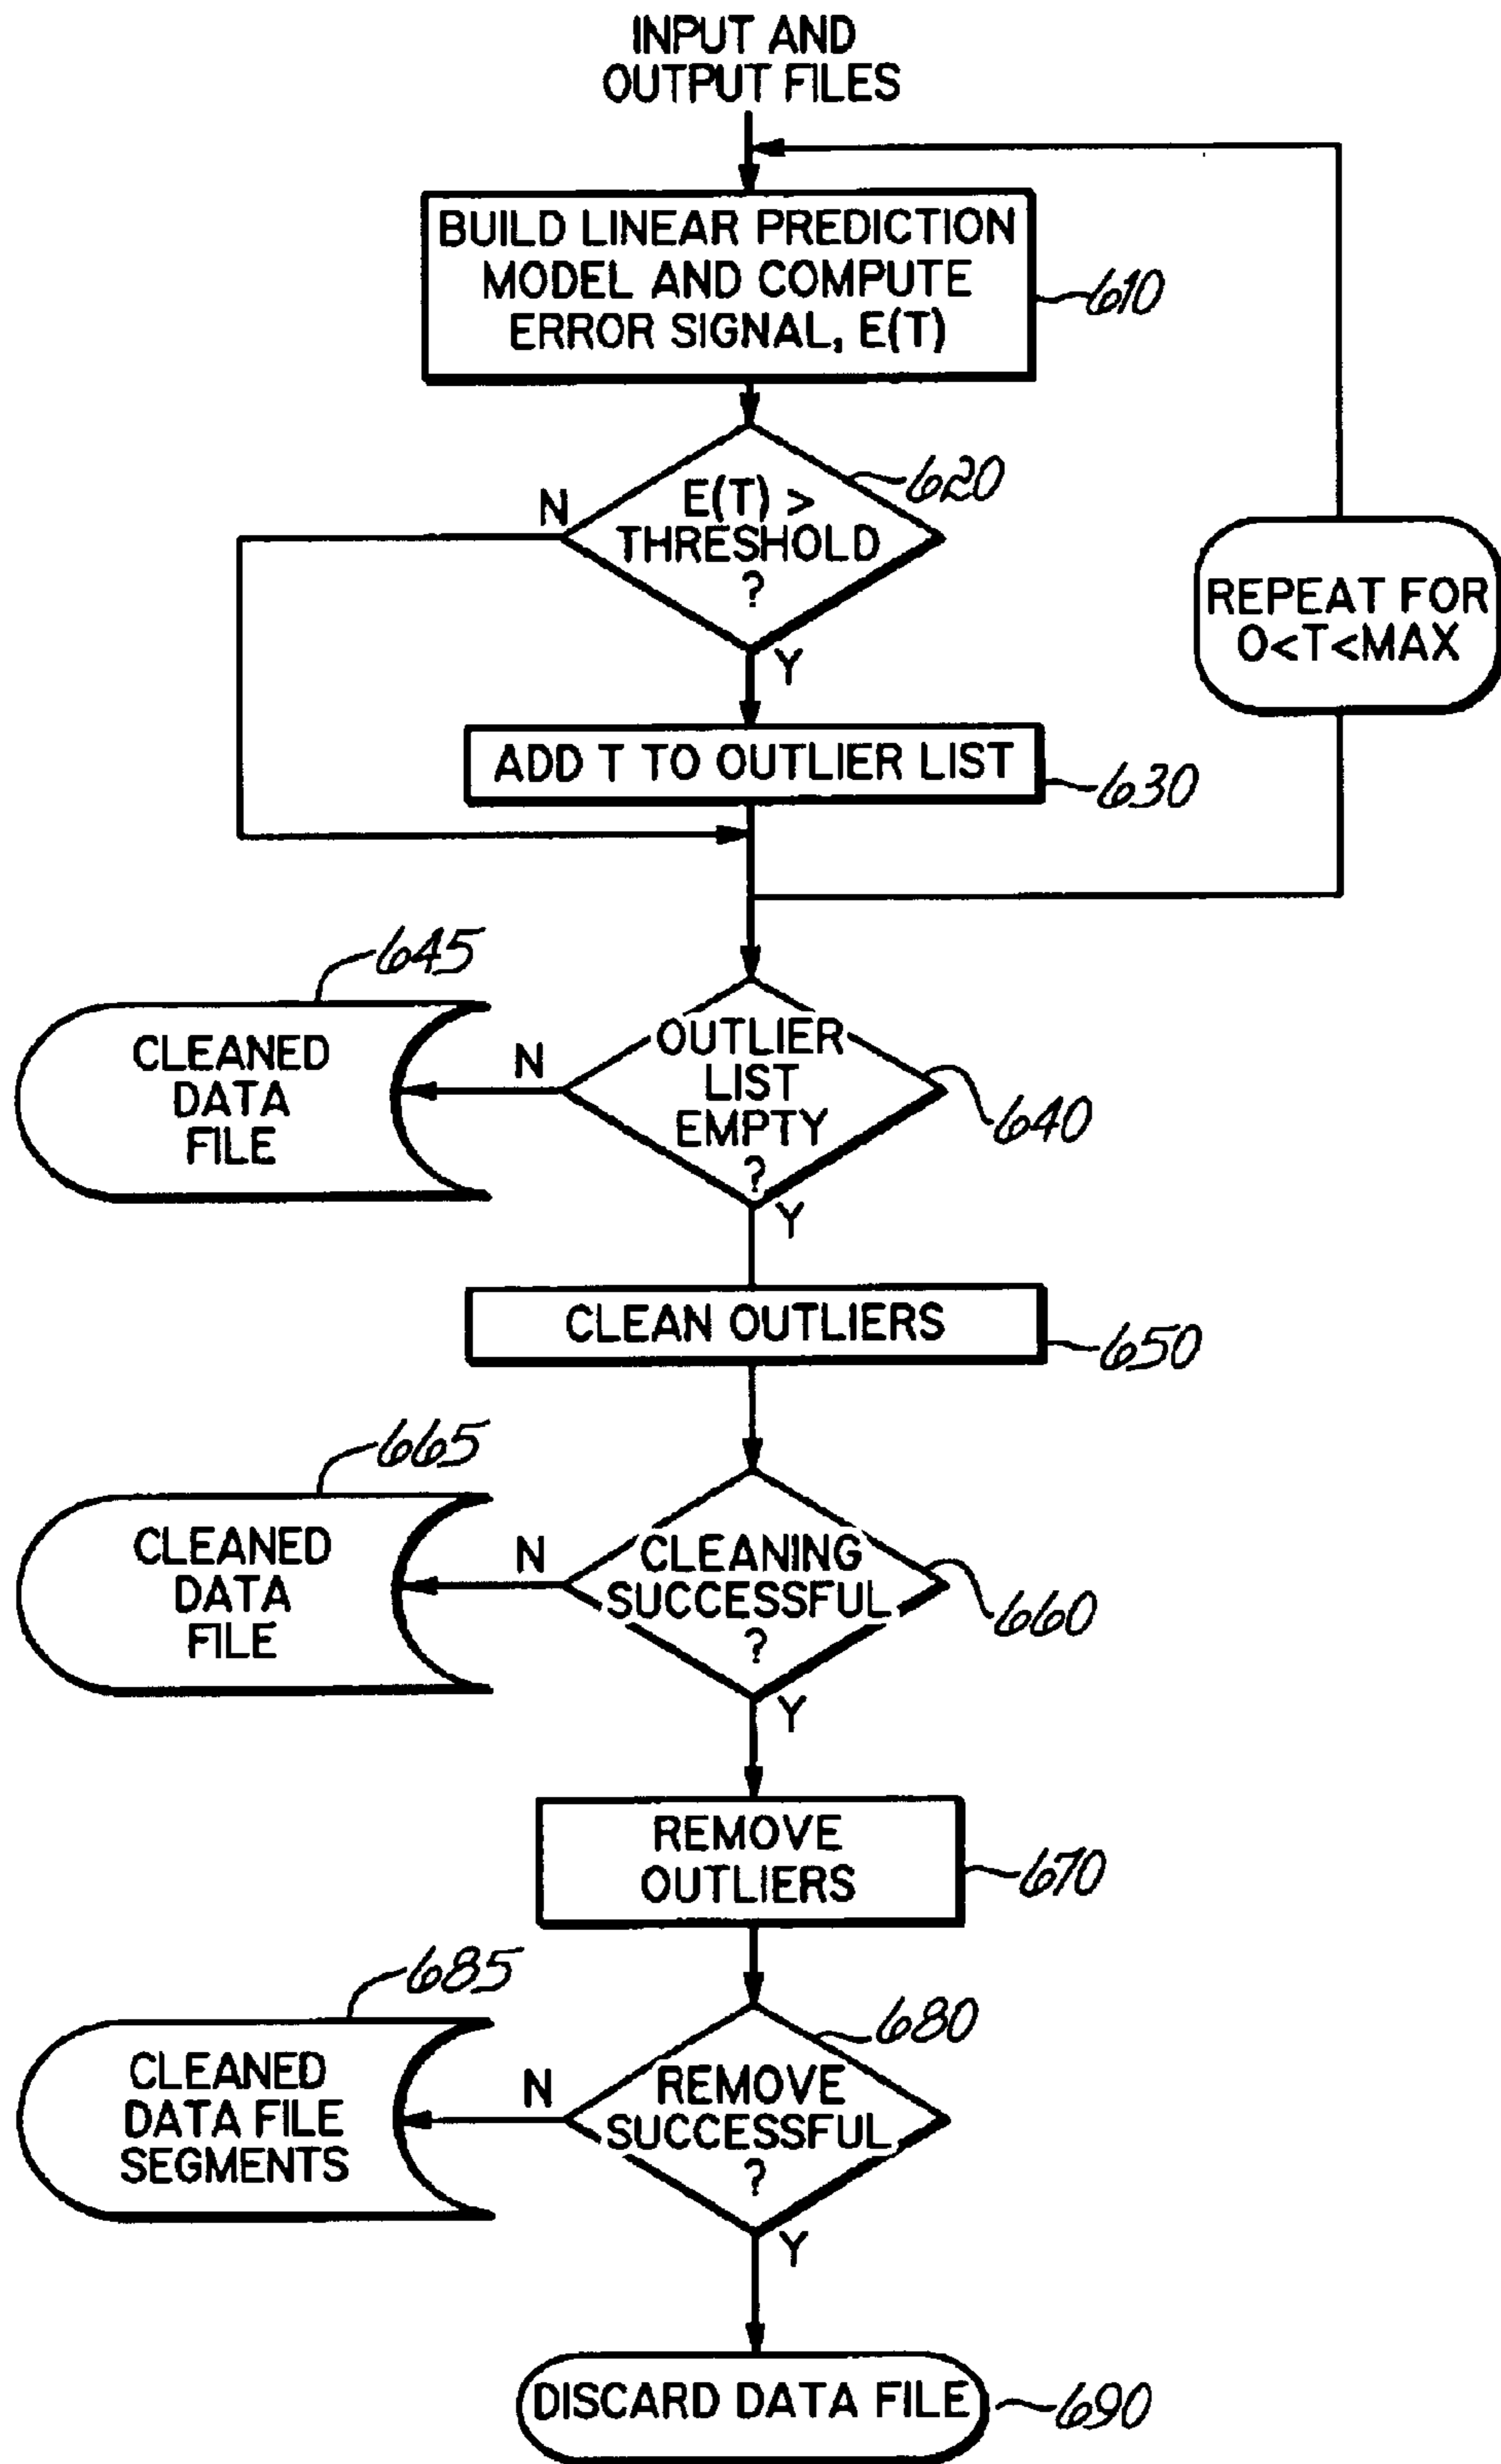 INPUT AND
OUTPUT FILES
BUILD LINEAR PREDICTION
MODEL AND COMPUTE
ERROR SIGNAL, E(T)
610
E(T) >
THRESHOLD
?
620
N
Y
REPEAT FOR
0<T<MAX
ADD T TO OUTLIER LIST
630
645
CLEANED
DATA
FILE
N
OUTLIER
LIST
EMPTY
?
640
Y
CLEAN OUTLIERS
650
665
CLEANED
DATA
FILE
N
CLEANING
SUCCESSFUL
?
660
Y
REMOVE
OUTLIERS
670
685
CLEANED
DATA FILE
SEGMENTS
N
REMOVE
SUCCESSFUL
?
680
Y
DISCARD DATA FILE
690